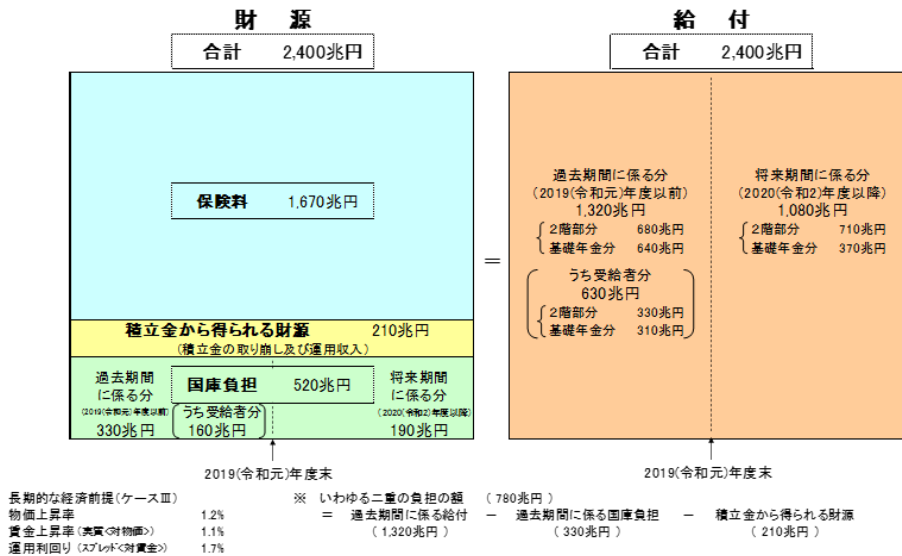 財 源
合計 2,400兆円
保険料 1,670兆円
積立金から得られる財源 210兆円
(積立金の取り崩し及び運用収入)
過去期間
に係る分
(2019(令和元)年度以前)
330兆円
国庫負担 520兆円
うち受給者分
160兆円
将来期間
に係る分
(2020(令和2)年度以降)
190兆円
2019(令和元)年度末
=
給 付
合計 2,400兆円
過去期間に係る分
(2019(令和元)年度以前)
1,320兆円
2階部分 680兆円
基礎年金分 640兆円
うち受給者分
630兆円
2階部分 330兆円
基礎年金分 310兆円
将来期間に係る分
(2020(令和2)年度以降)
1,080兆円
2階部分 710兆円
基礎年金分 370兆円
2019(令和元)年度末
長期的な経済前提(ケースⅢ)
物価上昇率 1.2%
賃金上昇率(実質<対物価>) 1.1%
運用利回り(スプレッド<対賃金>) 1.7%
※ いわゆる二重の負担の額 (780兆円)
= 過去期間に係る給付 － 過去期間に係る国庫負担 － 積立金から得られる財源
(1,320兆円) (330兆円) (210兆円)